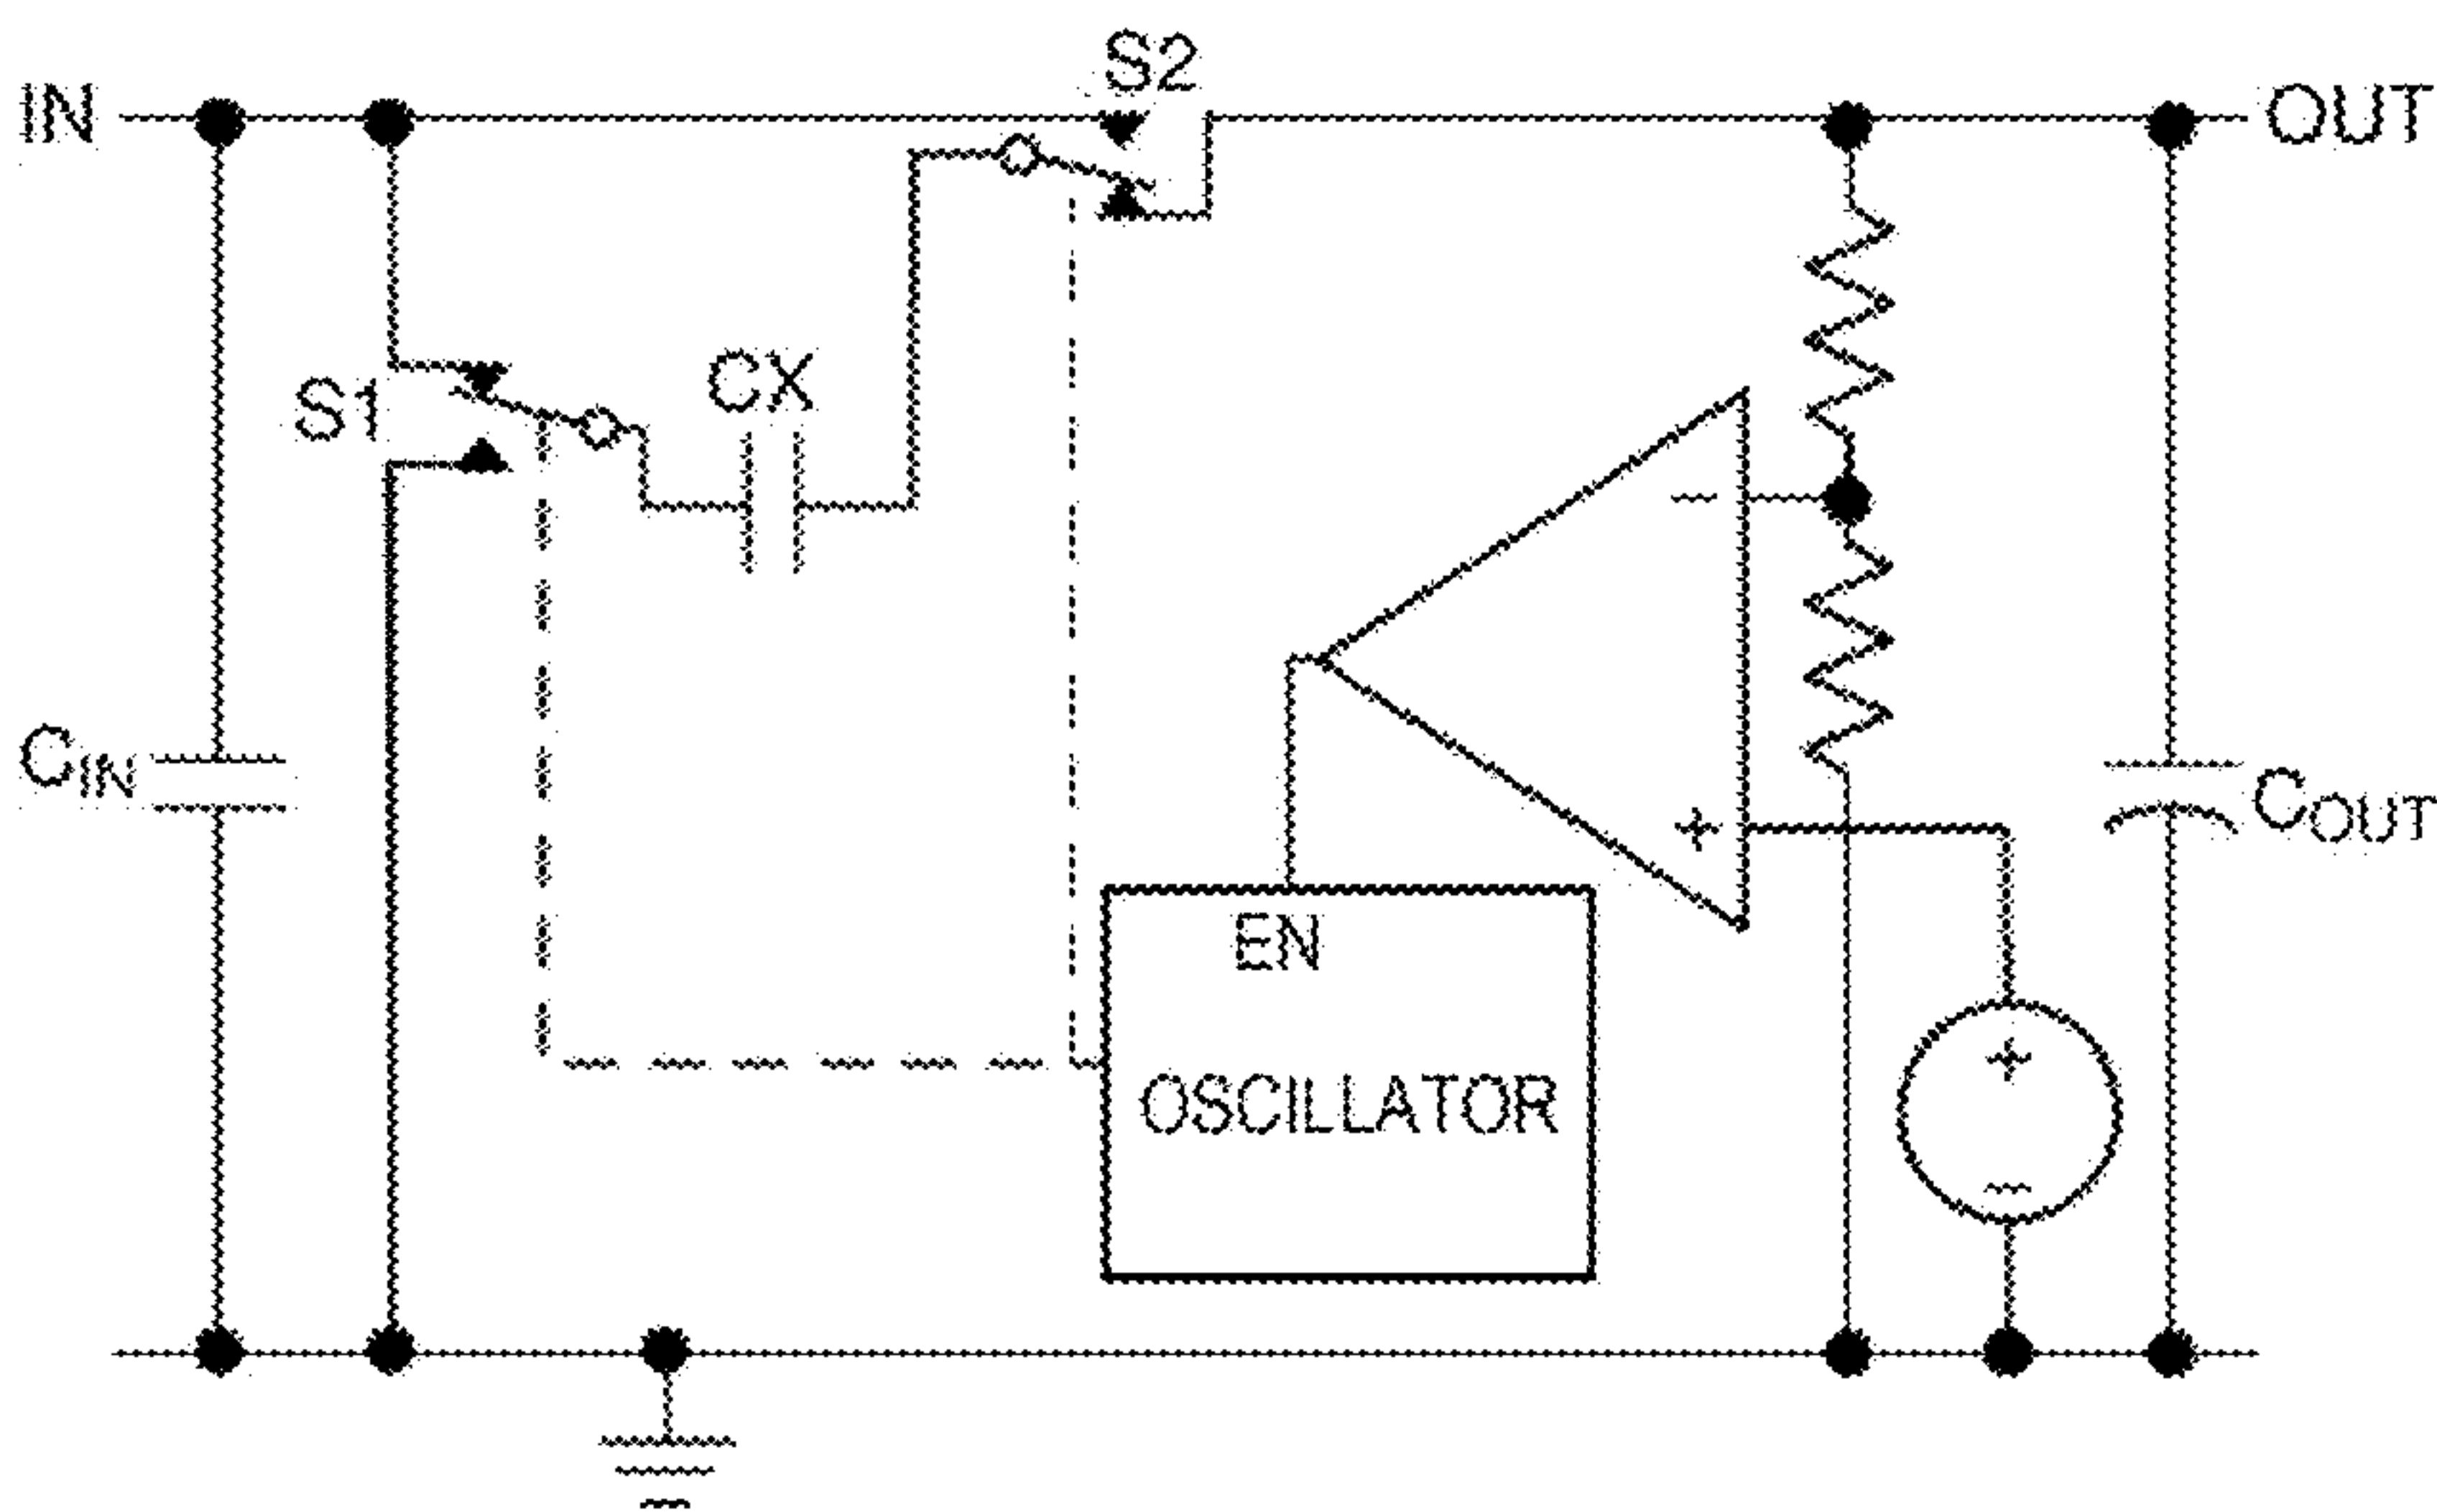 S2
IN
OUT
S1
CX
−
CIN
COUT
+
EN
+
OSCILLATOR
−